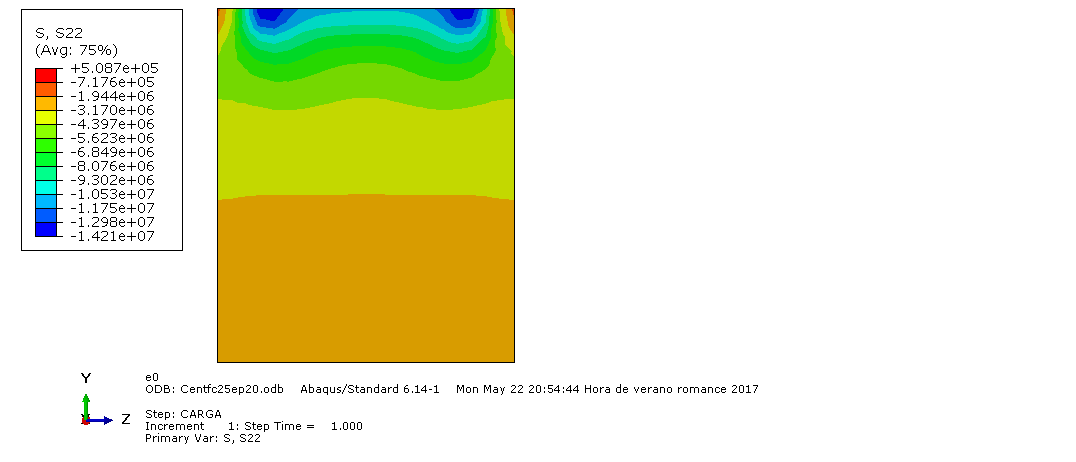 S, S22
(Avg: 75%)
+5.087e+05
-7.176e+05
-1.944e+06
-3.170e+06
-4.397e+06
-5.623e+06
-6.849e+06
-8.076e+06
-9.302e+06
-1.053e+07
-1.175e+07
-1.298e+07
-1.421e+07
Y
Z
e0
ODB: Centfc25ep20.odb Abaqus/Standard 6.14-1 Mon May 22 20:54:44 Hora de verano romance 2017
Step: CARGA
Increment 1: Step Time = 1.000
Primary Var: S, S22